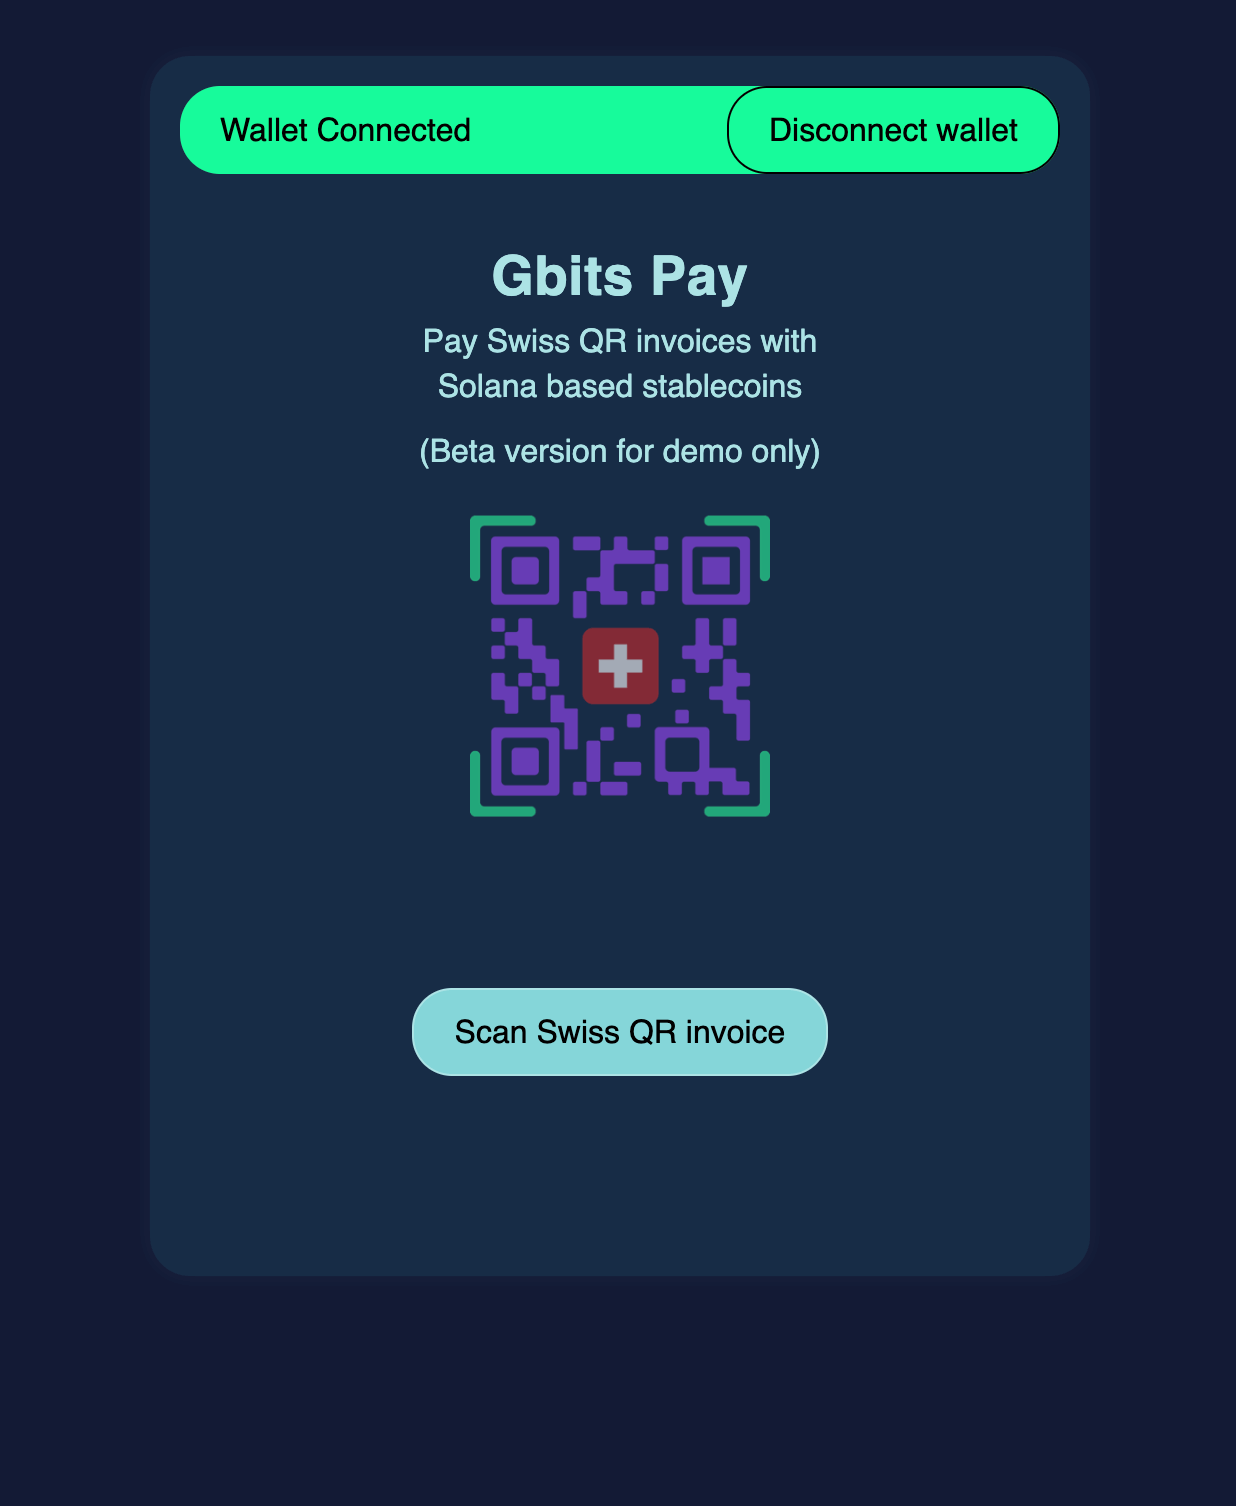 Wallet Connected
Disconnect wallet
Gbits Pay
Pay Swiss QR invoices with
Solana based stablecoins
(Beta version for demo only)
Scan Swiss QR invoice